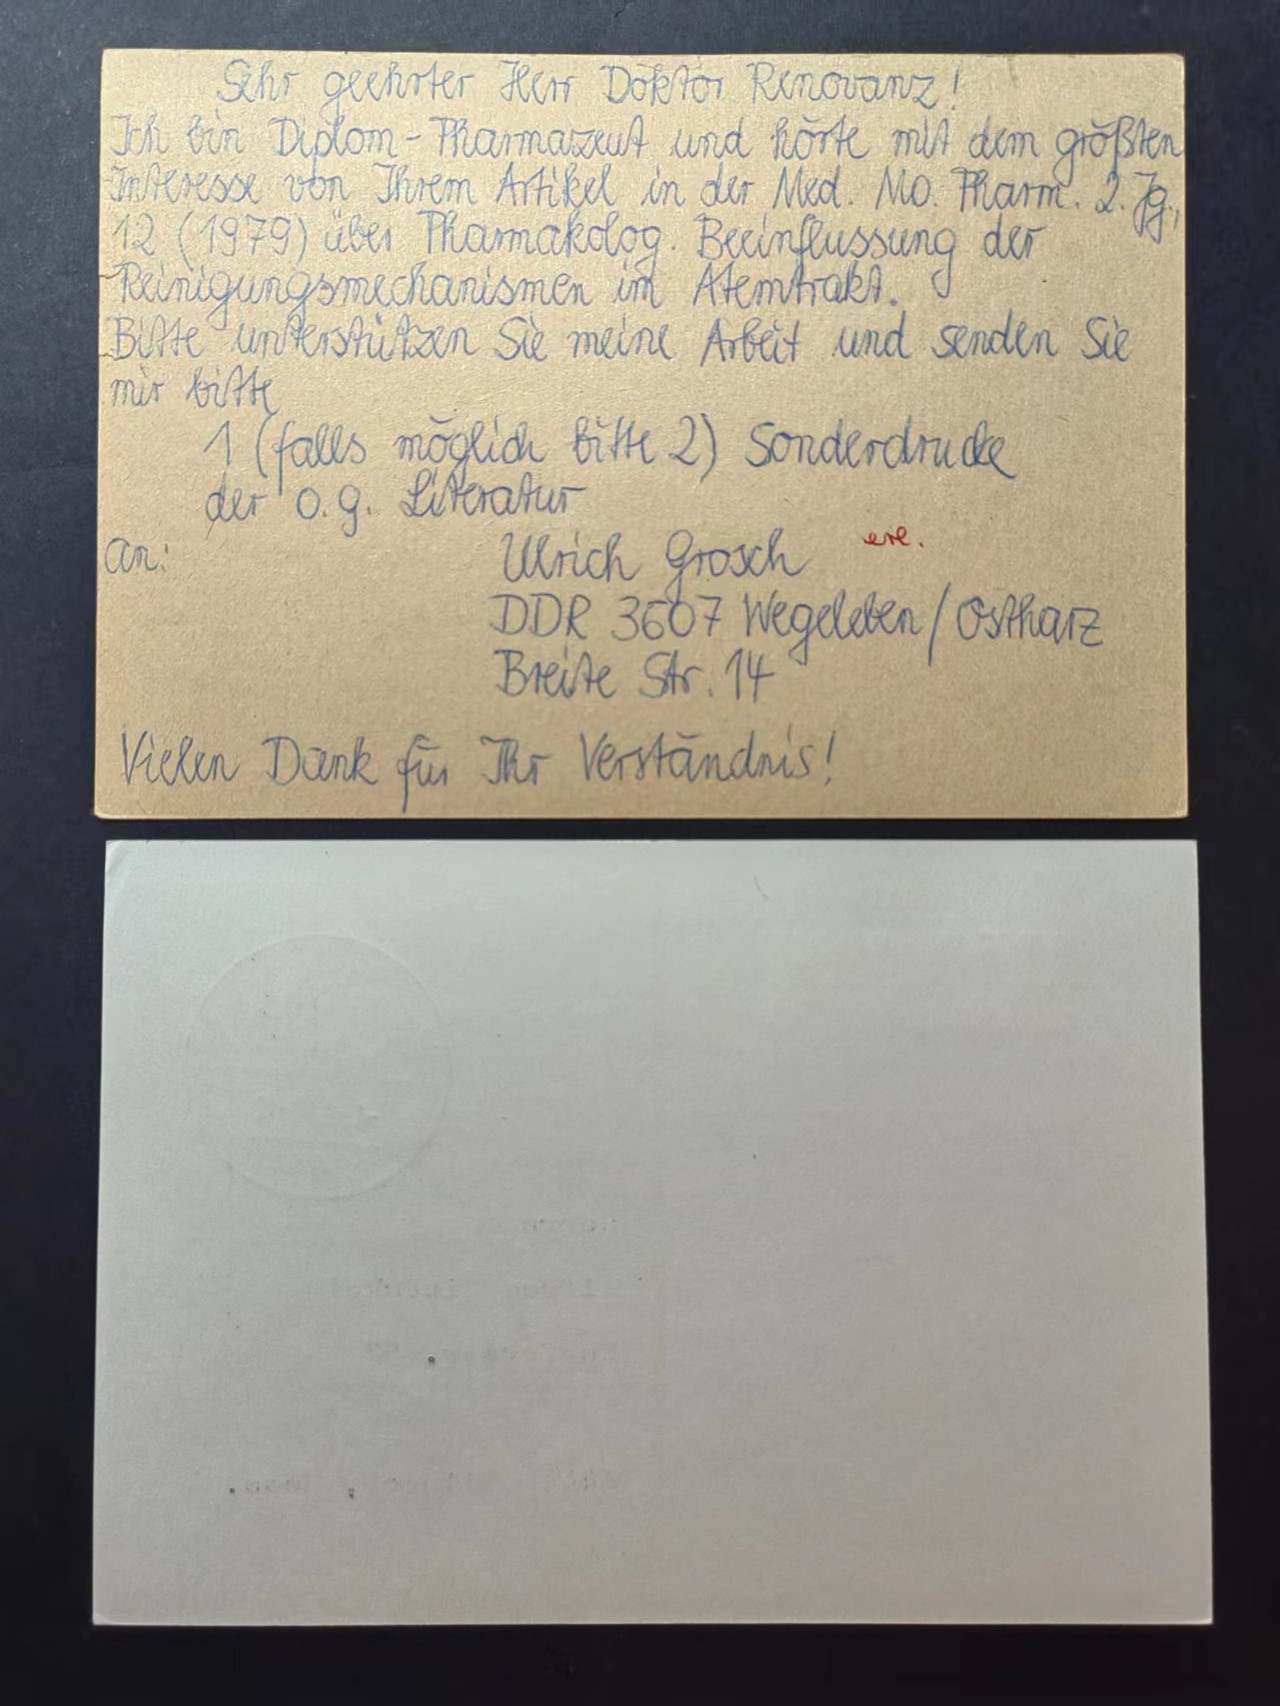 Sehr geehrter Herr Doktor Renovanz!
Ich bin Diplom-Pharmazeut und hörte mit dem größten
Interesse von Ihrem Artikel in der Med. Mo. Pharm. 2. Jg.,
12 (1979) über Pharmakolog. Beeinflussung der
Reinigungsmechanismen im Atemtrakt.
Bitte unterstützen Sie meine Arbeit und senden Sie
mir bitte
1 (falls möglich bitte 2) Sonderdrucke
der o.g. Literatur
an:
Ulrich Grosch erl.
DDR 3607 Wegeleben/Ostharz
Breite Str. 14
Vielen Dank für Ihr Verständnis!